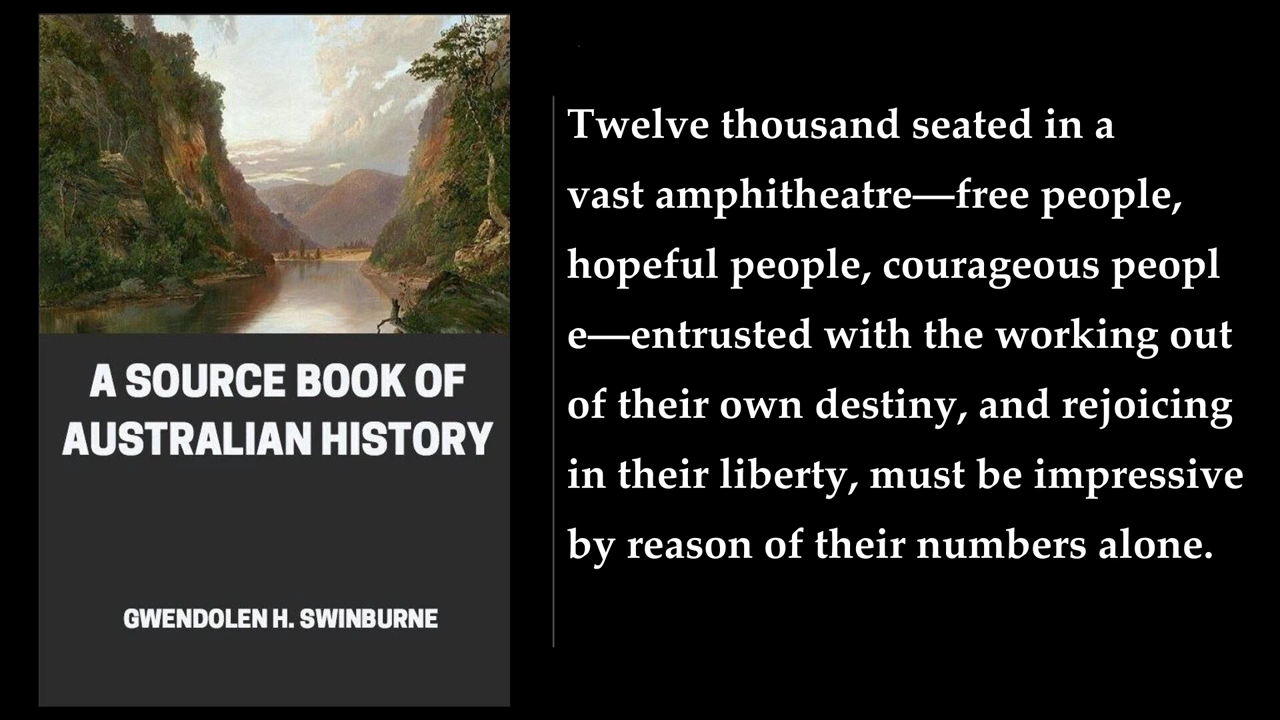 A SOURCE BOOK OF
AUSTRALIAN HISTORY
GWENDOLEN H. SWINBURNE
Twelve thousand seated in a
vast amphitheatre—free people,
hopeful people, courageous peopl
e—entrusted with the working out
of their own destiny, and rejoicing
in their liberty, must be impressive
by reason of their numbers alone.